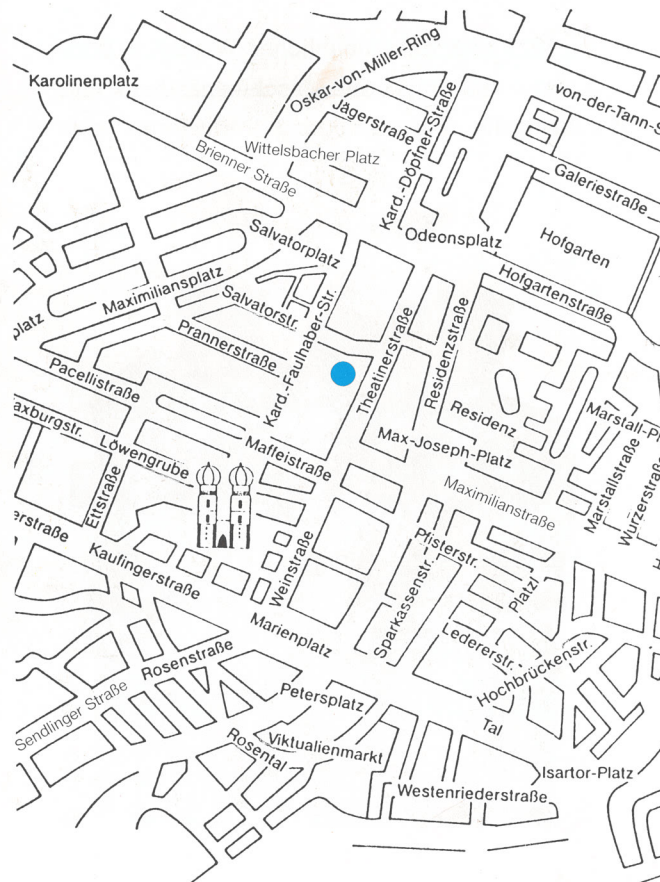 Karolinenplatz
Oskar-von-Miller-Ring
Jägerstraße
von-der-Tann-S
Wittelsbacher Platz
Brienner Straße
Kard.-Döpfner-Straße
Galeriestraße
Salvatorplatz
Odeonsplatz
Hofgarten
Maximiliansplatz
Hofgartenstraße
Salvatorstr.
platz
Prannerstraße
Kard.-Faulhaber-Str.
Theatinerstraße
Residenzstraße
Pacellistraße
Residenz
Marstall-Pl
axburgstr.
Löwengrube
Maffeistraße
Max-Joseph-Platz
Maximilianstraße
Marstallstraße
Wurzerstraße
Ettstraße
erstraße
Kaufingerstraße
Weinstraße
Pfisterstr.
Sparkassenstr.
Platzl
Marienplatz
Ledererstr.
Hochbrückenstr.
Rosenstraße
Sendlinger Straße
Petersplatz
Tal
Rosental
Viktualienmarkt
Isartor-Platz
Westenriederstraße